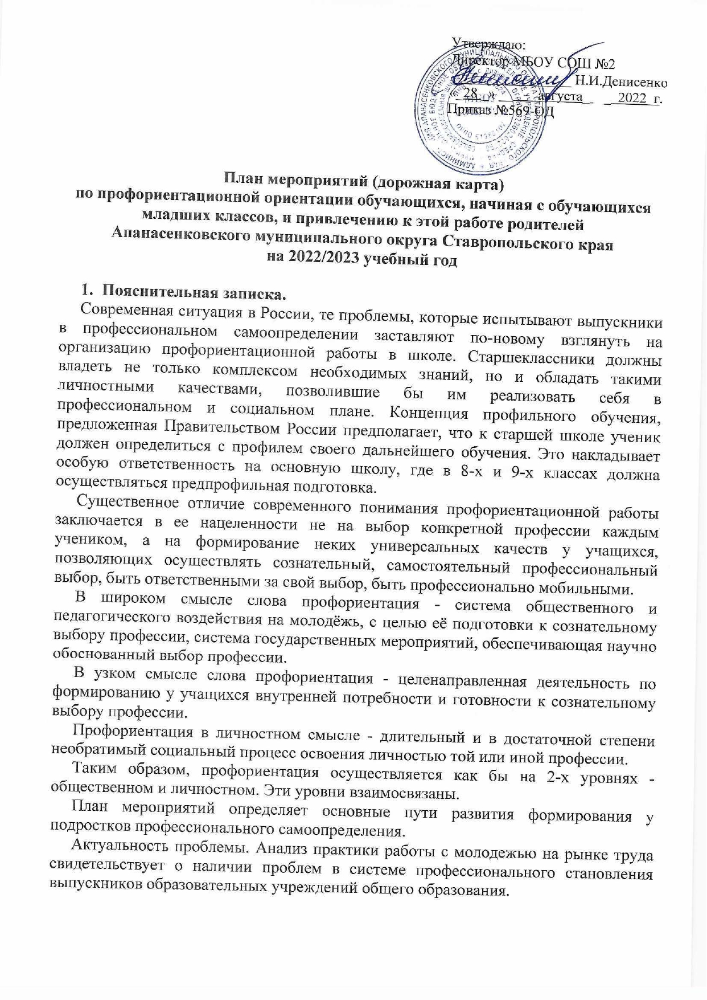 Утверждаю:
Директор МБОУ СОШ №2
Н.И.Денисенко
« 28 » августа 2022 г.
Приказ №569-ОД
План мероприятий (дорожная карта)
по профориентационной ориентации обучающихся, начиная с обучающихся
младших классов, и привлечению к этой работе родителей
Апанасенковского муниципального округа Ставропольского края
на 2022/2023 учебный год
1. Пояснительная записка.
Современная ситуация в России, те проблемы, которые испытывают выпускники
в профессиональном самоопределении заставляют по-новому взглянуть на
организацию профориентационной работы в школе. Старшеклассники должны
владеть не только комплексом необходимых знаний, но и обладать такими
личностными качествами, позволившие бы им реализовать себя в
профессиональном и социальном плане. Концепция профильного обучения,
предложенная Правительством России предполагает, что к старшей школе ученик
должен определиться с профилем своего дальнейшего обучения. Это накладывает
особую ответственность на основную школу, где в 8-х и 9-х классах должна
осуществляться предпрофильная подготовка.
Существенное отличие современного понимания профориентационной работы
заключается в ее нацеленности не на выбор конкретной профессии каждым
учеником, а на формирование неких универсальных качеств у учащихся,
позволяющих осуществлять сознательный, самостоятельный профессиональный
выбор, быть ответственными за свой выбор, быть профессионально мобильными.
В широком смысле слова профориентация - система общественного и
педагогического воздействия на молодёжь, с целью её подготовки к сознательному
выбору профессии, система государственных мероприятий, обеспечивающая научно
обоснованный выбор профессии.
В узком смысле слова профориентация - целенаправленная деятельность по
формированию у учащихся внутренней потребности и готовности к сознательному
выбору профессии.
Профориентация в личностном смысле - длительный и в достаточной степени
необратимый социальный процесс освоения личностью той или иной профессии.
Таким образом, профориентация осуществляется как бы на 2-х уровнях -
общественном и личностном. Эти уровни взаимосвязаны.
План мероприятий определяет основные пути развития формирования у
подростков профессионального самоопределения.
Актуальность проблемы. Анализ практики работы с молодежью на рынке труда
свидетельствует о наличии проблем в системе профессионального становления
выпускников образовательных учреждений общего образования.